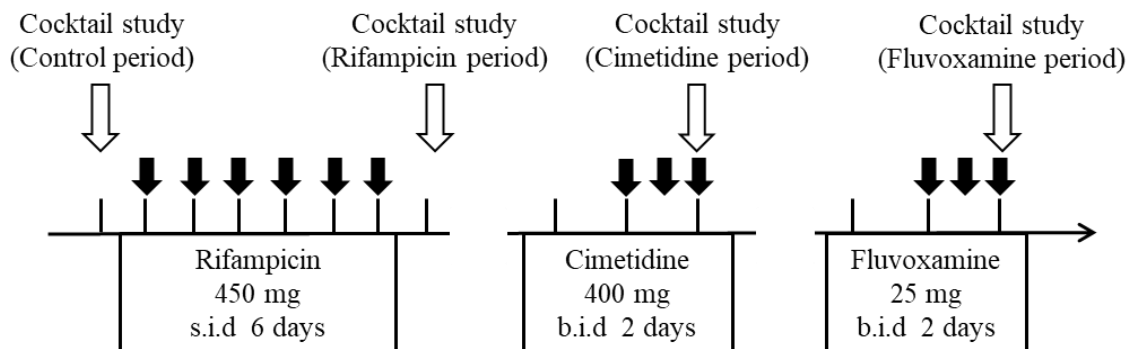 Cocktail study
(Control period)
Cocktail study
(Rifampicin period)
Cocktail study
(Cimetidine period)
Cocktail study
(Fluvoxamine period)
Rifampicin
450 mg
s.i.d 6 days
Cimetidine
400 mg
b.i.d 2 days
Fluvoxamine
25 mg
b.i.d 2 days